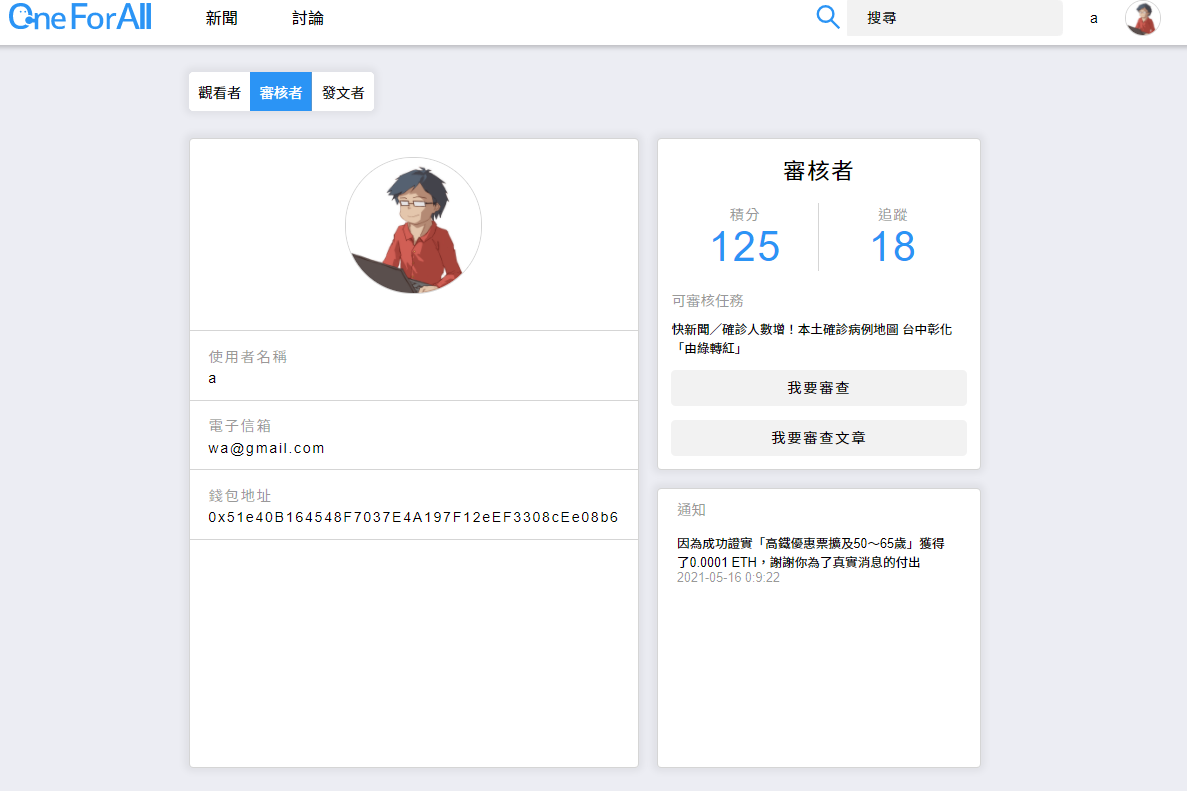 OneForAll
新聞
討論
搜尋
a
觀看者
審核者
發文者
審核者
積分
追蹤
125
18
可審核任務
快新聞／確診人數增！本土確診病例地圖 台中彰化
「由綠轉紅」
我要審查
我要審查文章
使用者名稱
a
電子信箱
wa@gmail.com
錢包地址
0x51e40B164548F7037E4A197F12eEF3308cEe08b6
通知
因為成功證實「高鐵優惠票擴及50～65歲」獲得
了0.0001 ETH，謝謝你為了真實消息的付出
2021-05-16 0:9:22